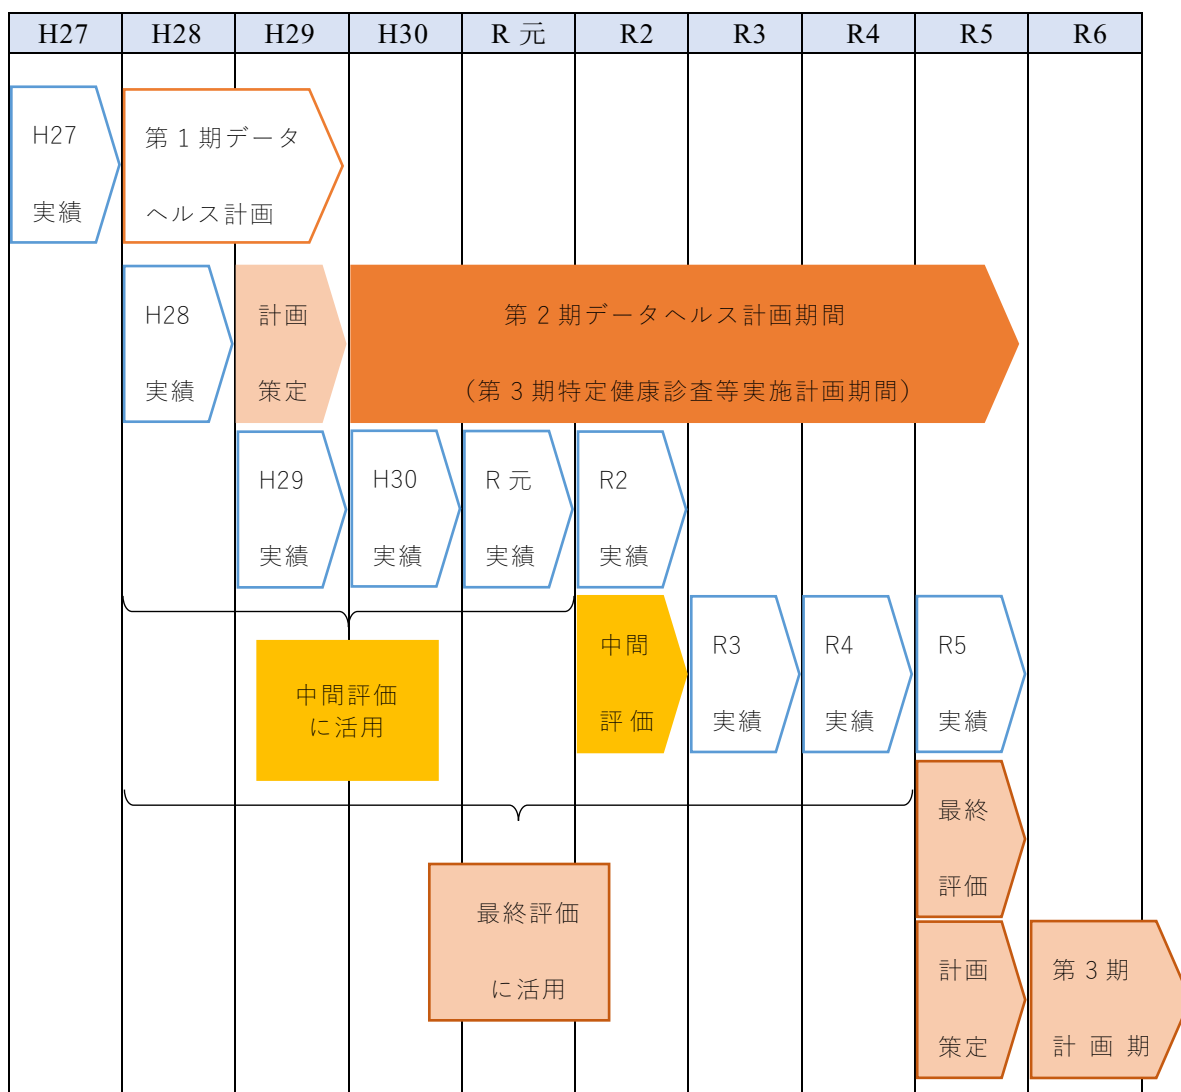 H27 H28 H29 H30 R元 R2 R3 R4 R5 R6
H27
実績
第1期データ
ヘルス計画
H28
実績
計画
策定
第2期データヘルス計画期間
(第3期特定健康診査等実施計画期間)
H29
実績
H30
実績
R元
実績
R2
実績
中間評価
に活用
中間
評価
R3
実績
R4
実績
R5
実績
最終
評価
最終評価
に活用
計画
策定
第3期
計画期